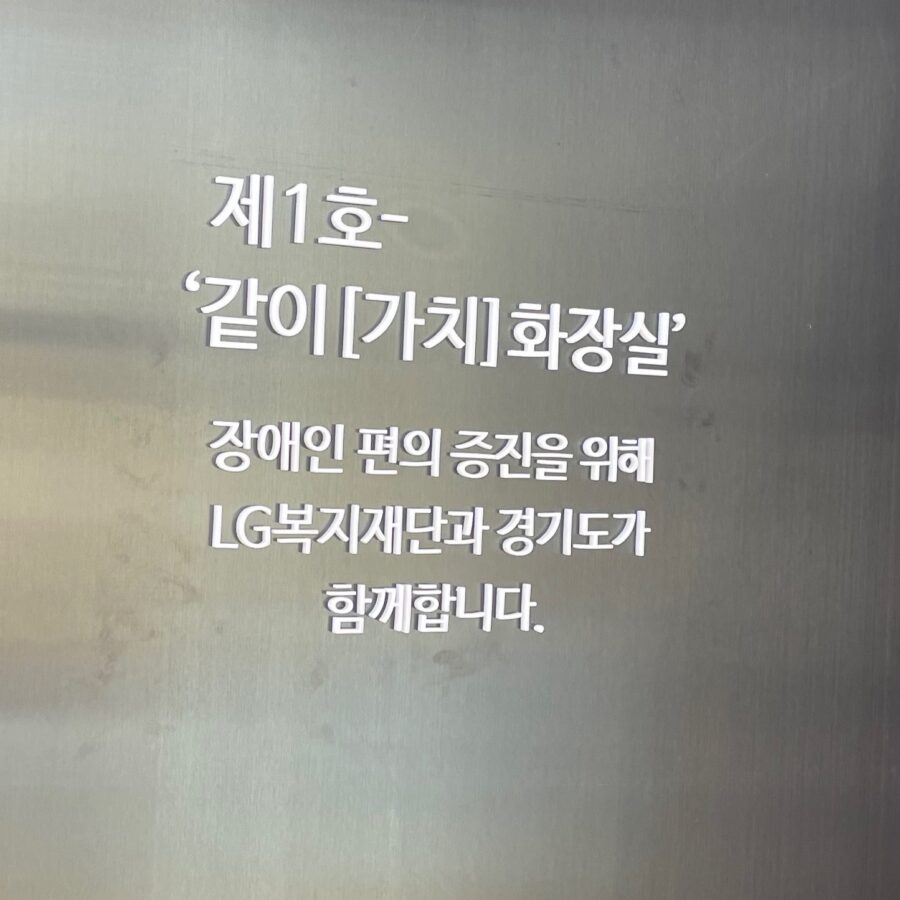 제1호-
‘같이 [가치] 화장실’
장애인 편의 증진을 위해
LG복지재단과 경기도가
함께합니다.